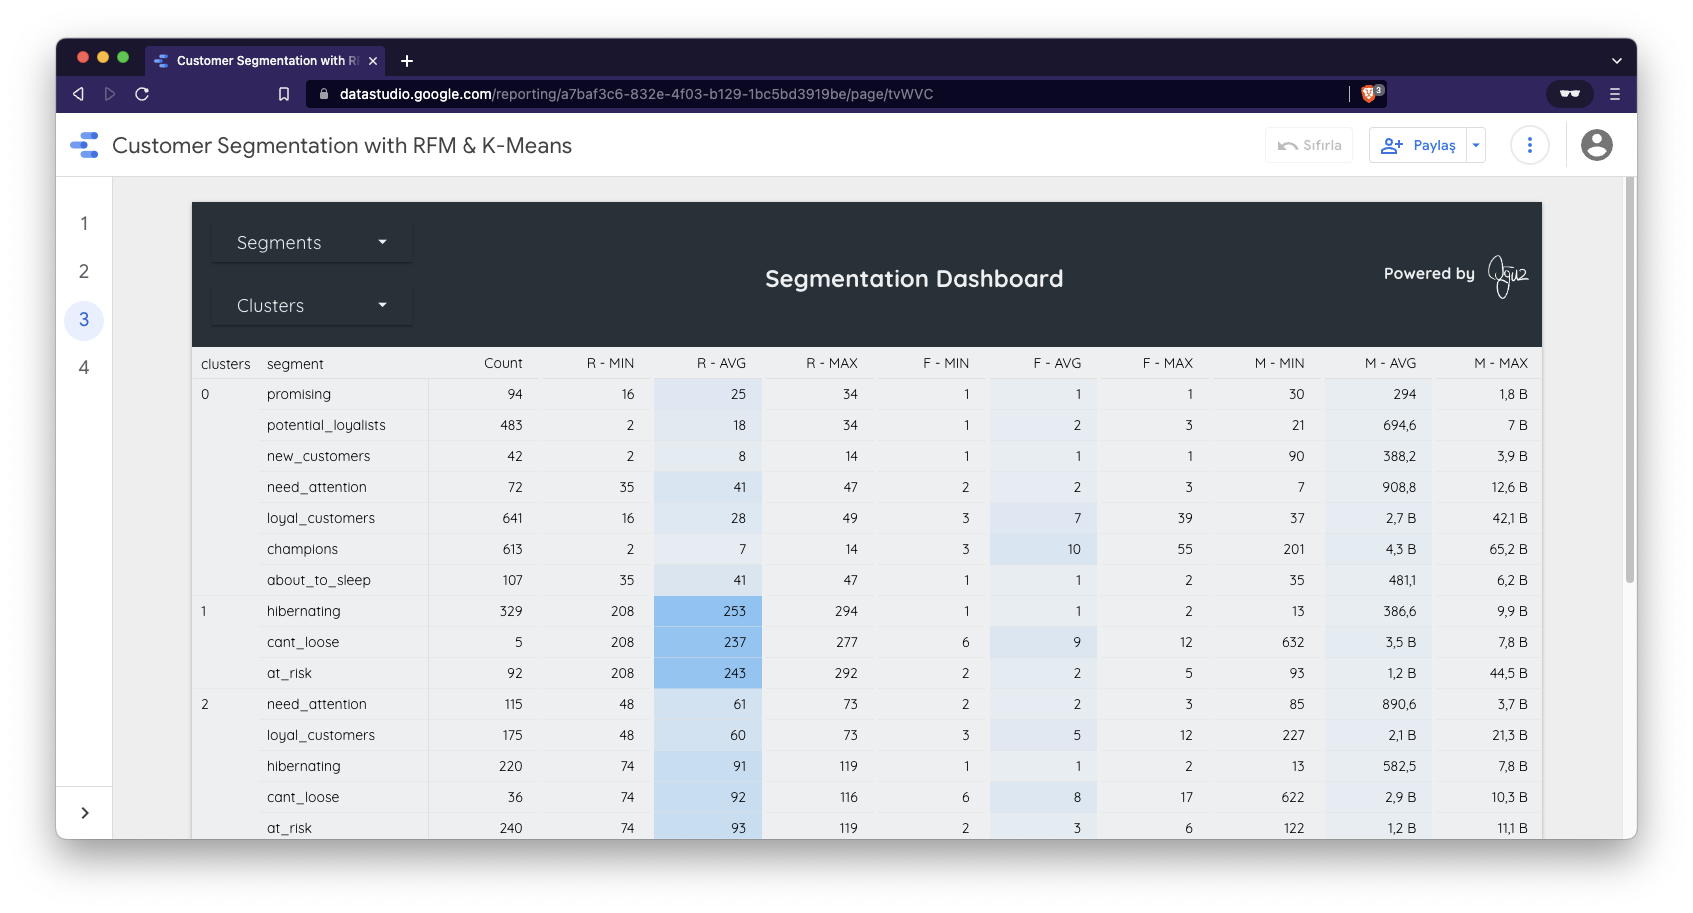 Customer Segmentation with RF
datastudio.google.com/reporting/a7baf3c6-832e-4f03-b129-1bc5bd3919be/page/tvWVC
3
Customer Segmentation with RFM & K-Means
Sıfırla
Paylaş
1
2
3
4
Segments
Clusters
Segmentation Dashboard
Powered by Oğuz
clusters segment Count R - MIN R - AVG R - MAX F - MIN F - AVG F - MAX M - MIN M - AVG M - MAX
0 promising 94 16 25 34 1 1 1 30 294 1,8 B
potential_loyalists 483 2 18 34 1 2 3 21 694,6 7 B
new_customers 42 2 8 14 1 1 1 90 388,2 3,9 B
need_attention 72 35 41 47 2 2 3 7 908,8 12,6 B
loyal_customers 641 16 28 49 3 7 39 37 2,7 B 42,1 B
champions 613 2 7 14 3 10 55 201 4,3 B 65,2 B
about_to_sleep 107 35 41 47 1 1 2 35 481,1 6,2 B
1 hibernating 329 208 253 294 1 1 2 13 386,6 9,9 B
cant_loose 5 208 237 277 6 9 12 632 3,5 B 7,8 B
at_risk 92 208 243 292 2 2 5 93 1,2 B 44,5 B
2 need_attention 115 48 61 73 2 2 3 85 890,6 3,7 B
loyal_customers 175 48 60 73 3 5 12 227 2,1 B 21,3 B
hibernating 220 74 91 119 1 1 2 13 582,5 7,8 B
cant_loose 36 74 92 116 6 8 17 622 2,9 B 10,3 B
at_risk 240 74 93 119 2 3 6 122 1,2 B 11,1 B